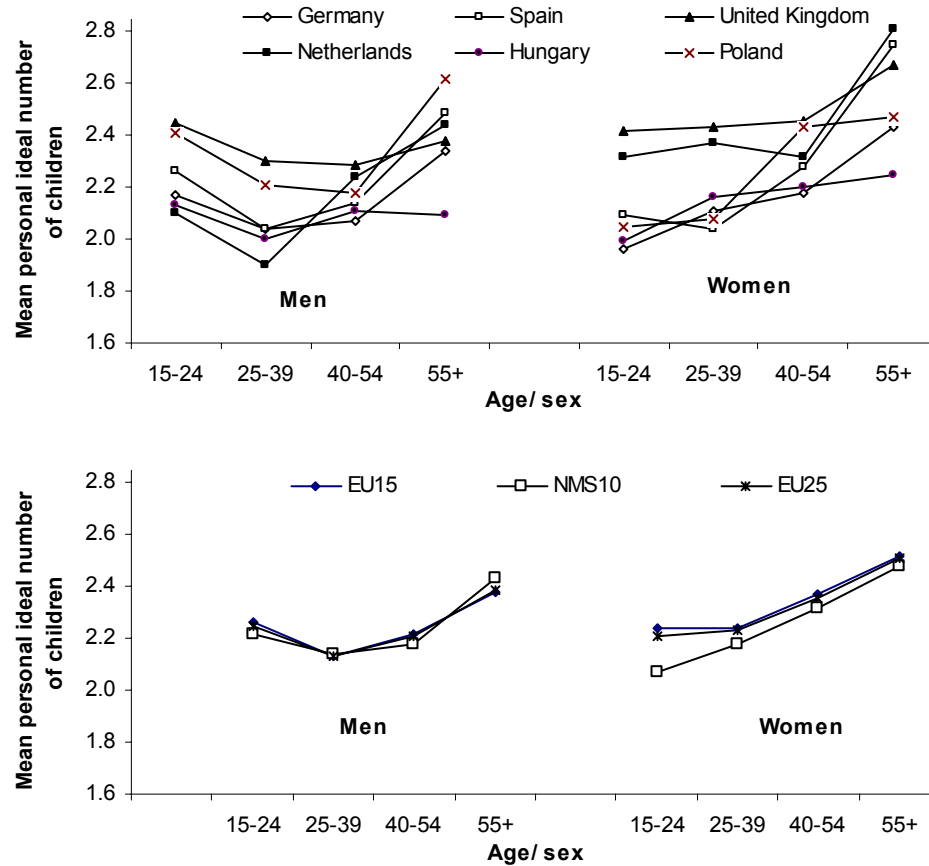 Germany Spain United Kingdom
Netherlands Hungary Poland
Mean personal ideal number
of children
2.8
2.6
2.4
2.2
2.0
1.8
1.6
Men
Women
15-24 25-39 40-54 55+ 15-24 25-39 40-54 55+
Age/ sex
EU15 NMS10 EU25
Mean personal ideal number
of children
2.8
2.6
2.4
2.2
2.0
1.8
1.6
Men Women
15-24 25-39 40-54 55+ 15-24 25-39 40-54 55+
Age/ sex